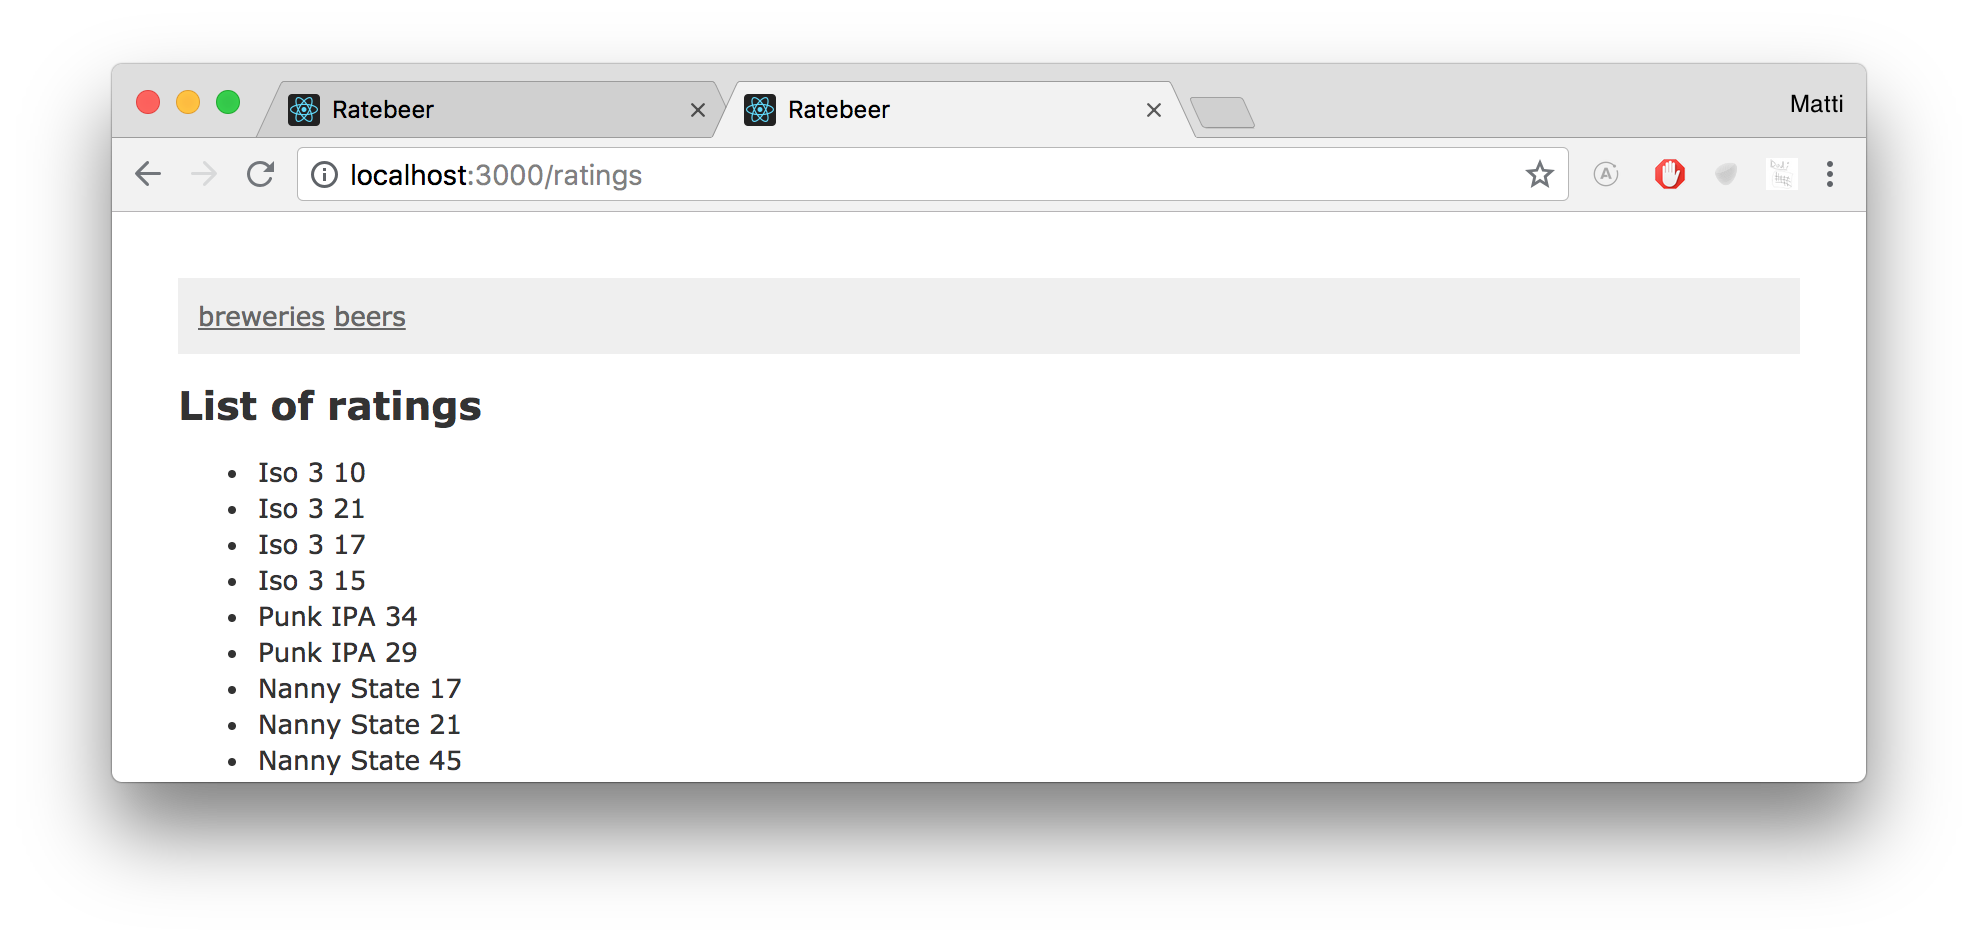 Ratebeer Ratebeer Matti
localhost:3000/ratings
breweries beers
List of ratings
Iso 3 10
Iso 3 21
Iso 3 17
Iso 3 15
Punk IPA 34
Punk IPA 29
Nanny State 17
Nanny State 21
Nanny State 45